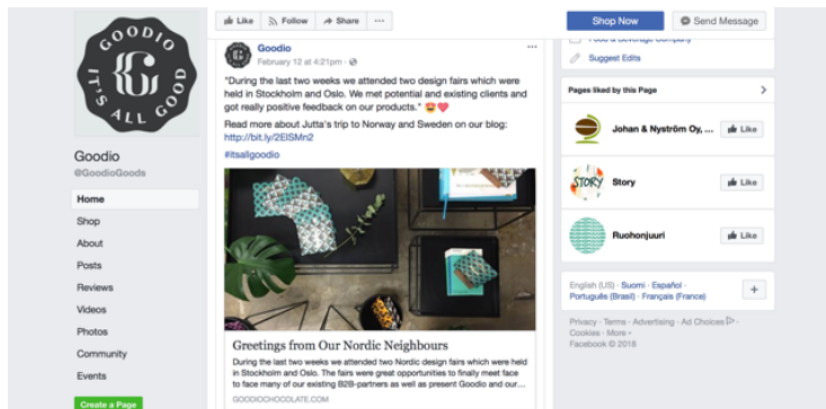 GOODIO
IT'S ALL GOOD
Goodio
@GoodioGoods
Home
Shop
About
Posts
Reviews
Videos
Photos
Community
Events
Create a Page
Like Follow Share ...
Shop Now Send Message
Goodio ...
February 12 at 4:21pm ·
"During the last two weeks we attended two design fairs which were
held in Stockholm and Oslo. We met potential and existing clients and
got really positive feedback on our products." 😍❤️
Read more about Jutta's trip to Norway and Sweden on our blog:
http://bit.ly/2ElSMn2
#itsallgoodio
Greetings from Our Nordic Neighbours
During the last two weeks we attended two Nordic design fairs which were held
in Stockholm and Oslo. The fairs were great opportunities to finally meet face
to face many of our existing B2B-partners as well as present Goodio and our...
GOODIOCHOCOLATE.COM
Food & Beverage Company
Suggest Edits
Pages liked by this Page
Johan & Nyström Oy, ... Like
STORY Story Like
Ruohonjuuri Like
English (US) · Suomi · Español ·
Português (Brasil) · Français (France)
Privacy · Terms · Advertising · Ad Choices ·
Cookies · More
Facebook © 2018